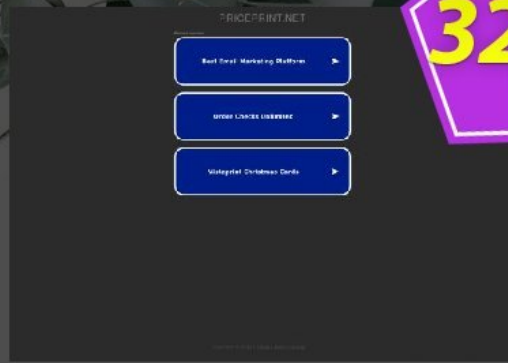 PRICEPRINT.NET
32
Best Email Marketing Platform
Order Checks Unlimited
Vistaprint Christmas Cards